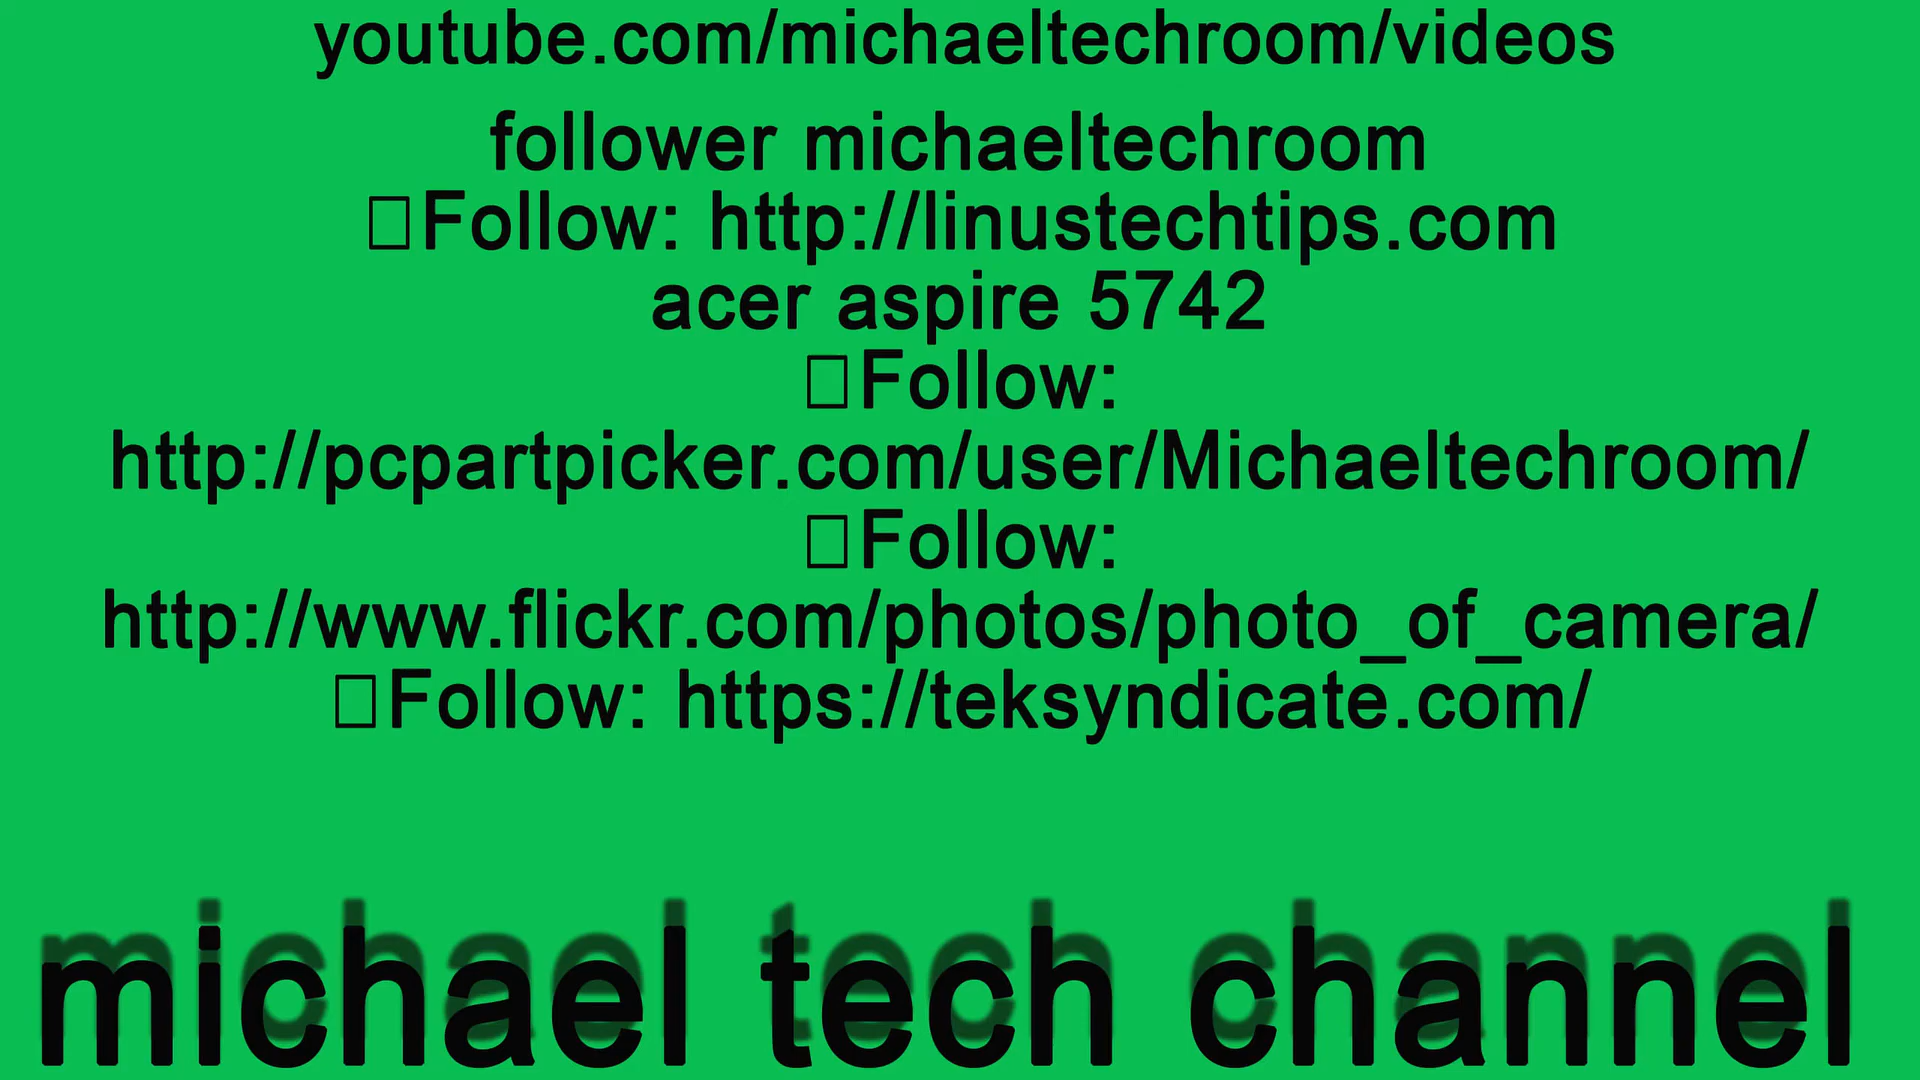 youtube.com/michaeltechroom/videos
follower michaeltechroom
□Follow: http://linustechtips.com
acer aspire 5742
□Follow:
http://pcpartpicker.com/user/Michaeltechroom/
□Follow:
http://www.flickr.com/photos/photo_of_camera/
□Follow: https://teksyndicate.com/
michael tech channel